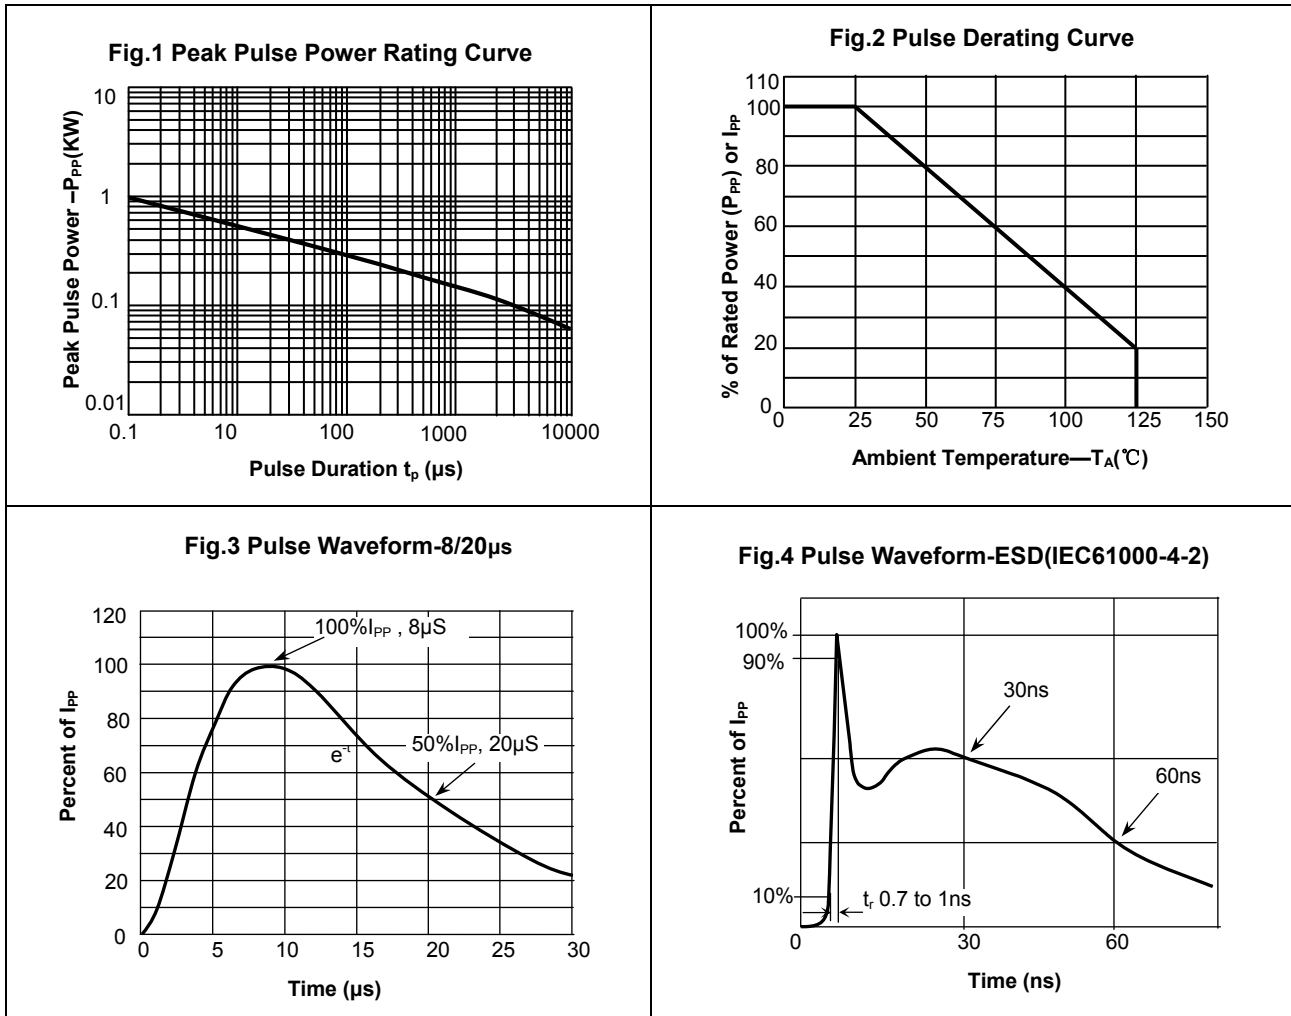 Fig.1 Peak Pulse Power Rating Curve
Peak Pulse Power –PPP(KW)
10
1
0.1
0.01
0.1 10 100 1000 10000
Pulse Duration tp (µs)
Fig.2 Pulse Derating Curve
% of Rated Power (PPP) or IPP
110
100
80
60
40
20
0
0 25 50 75 100 125 150
Ambient Temperature—TA(℃)
Fig.3 Pulse Waveform-8/20µs
Percent of IPP
120
100
80
60
40
20
0
100%IPP , 8µS
e-t
50%IPP, 20µS
0 5 10 15 20 25 30
Time (µs)
Fig.4 Pulse Waveform-ESD(IEC61000-4-2)
Percent of IPP
100%
90%
10%
30ns
60ns
tr 0.7 to 1ns
0 30 60
Time (ns)